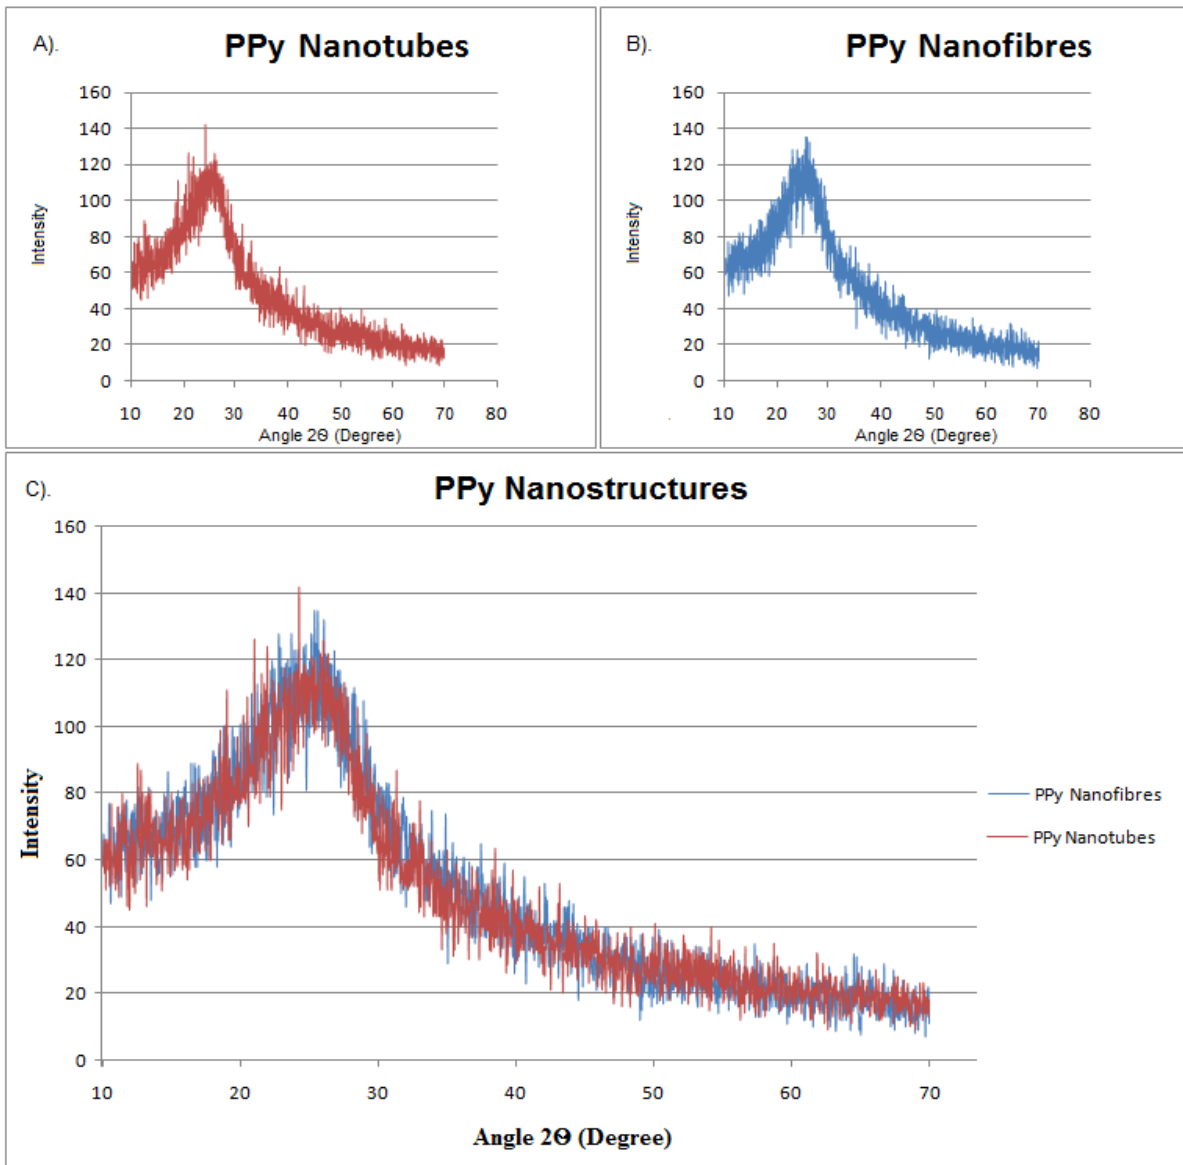 A).
PPy Nanotubes
160
140
120
100
80
60
40
20
0
Intensity
10 20 30 40 50 60 70 80
Angle 2Θ (Degree)
B).
PPy Nanofibres
160
140
120
100
80
60
40
20
0
Intensity
10 20 30 40 50 60 70 80
Angle 2Θ (Degree)
C).
PPy Nanostructures
160
140
120
100
80
60
40
20
0
Intensity
10 20 30 40 50 60 70
Angle 2Θ (Degree)
PPy Nanofibres
PPy Nanotubes